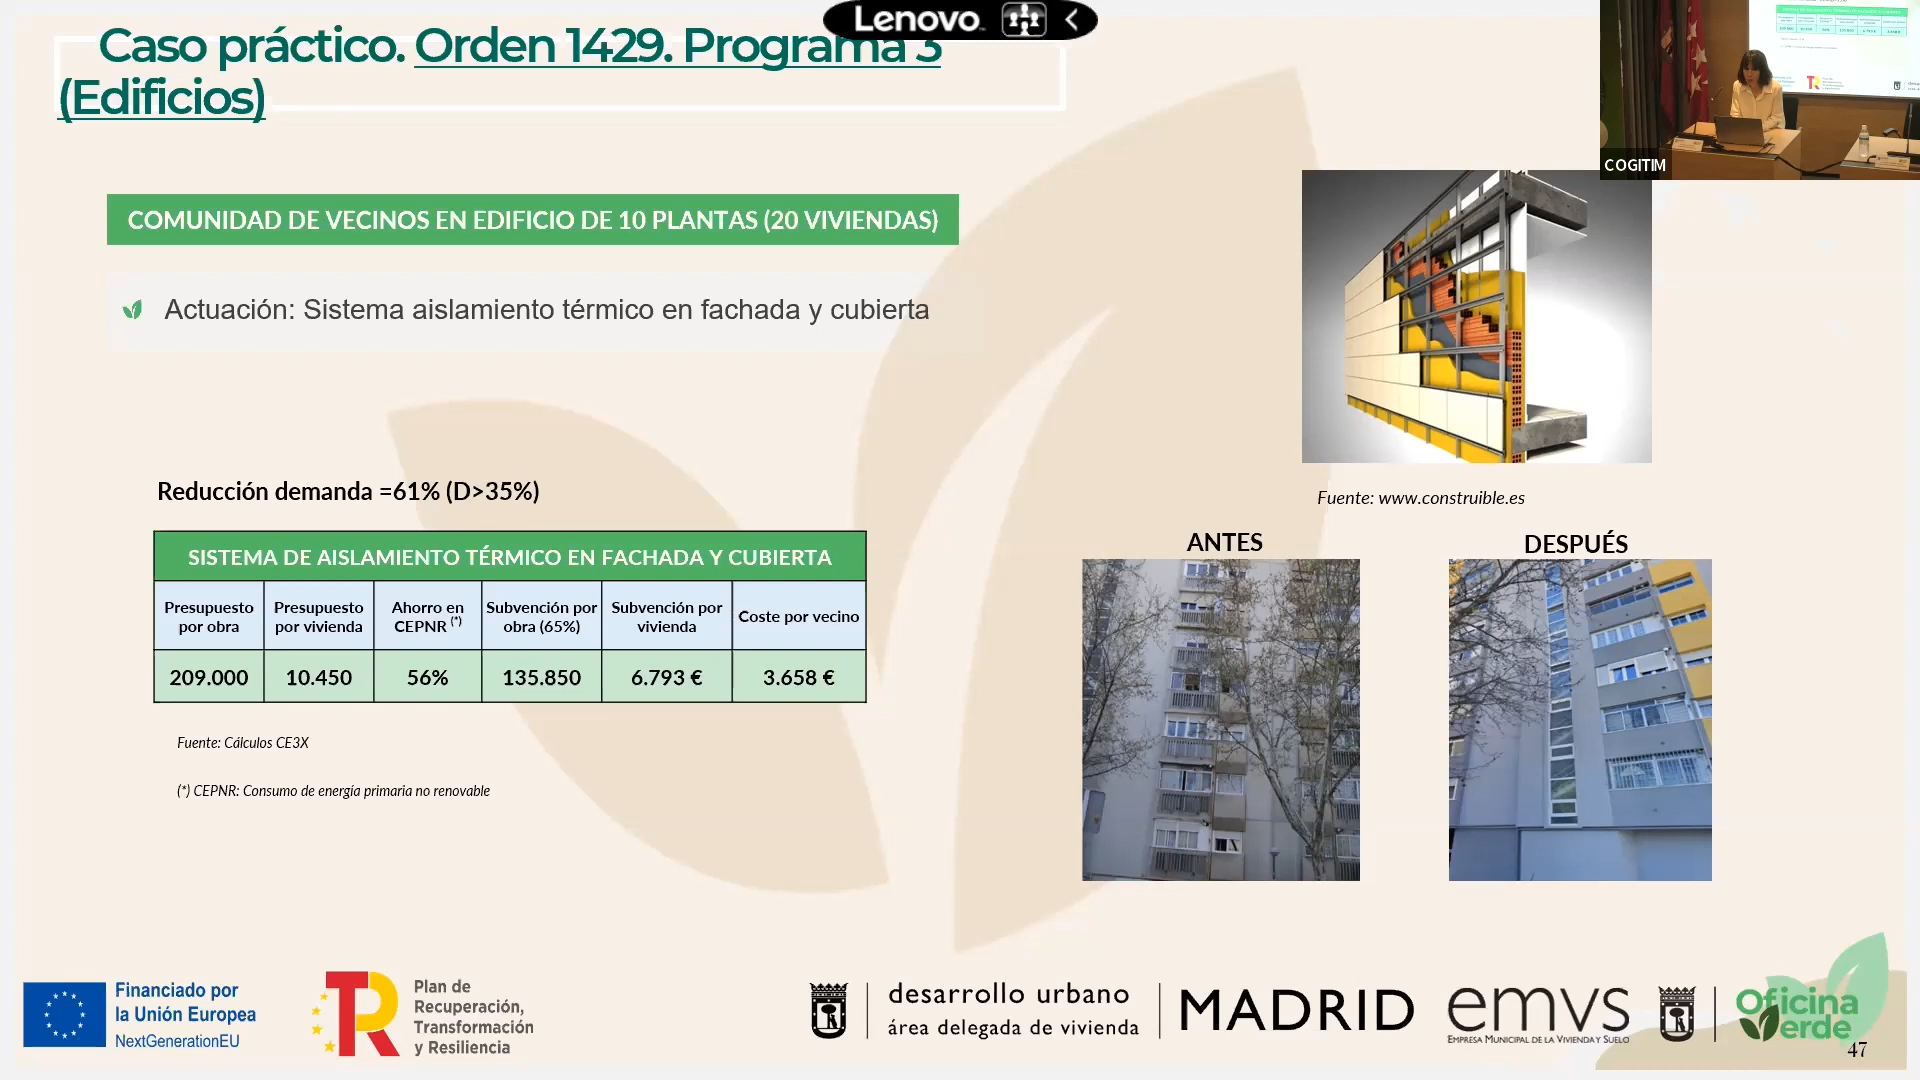 Lenovo
Caso práctico. Orden 1429. Programa 3
(Edificios)
COGITIM
COMUNIDAD DE VECINOS EN EDIFICIO DE 10 PLANTAS (20 VIVIENDAS)
Actuación: Sistema aislamiento térmico en fachada y cubierta
Fuente: www.construible.es
Reducción demanda =61% (D>35%)
ANTES
DESPUÉS
SISTEMA DE AISLAMIENTO TÉRMICO EN FACHADA Y CUBIERTA
Presupuesto por obra
Presupuesto por vivienda
Ahorro en CEPNR (*)
Subvención por obra (65%)
Subvención por vivienda
Coste por vecino
209.000
10.450
56%
135.850
6.793 €
3.658 €
Fuente: Cálculos CE3X
(*) CEPNR: Consumo de energía primaria no renovable
Financiado por
la Unión Europea
NextGenerationEU
TR
Plan de
Recuperación,
Transformación
y Resiliencia
desarrollo urbano
área delegada de vivienda
MADRID
emvs
EMPRESA MUNICIPAL DE LA VIVIENDA Y SUELO
Oficina
Verde
47